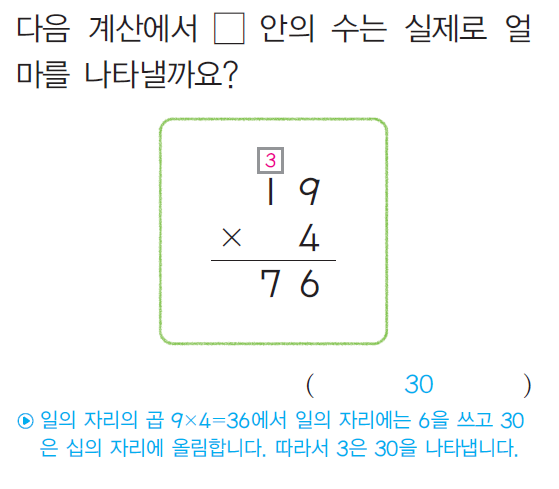 다음 계산에서 □ 안의 수는 실제로 얼
마를 나타낼까요?
3
1 9
× 4
7 6
( 30 )
▶ 일의 자리의 곱 9×4=36에서 일의 자리에는 6을 쓰고 30
은 십의 자리에 올림합니다. 따라서 3은 30을 나타냅니다.